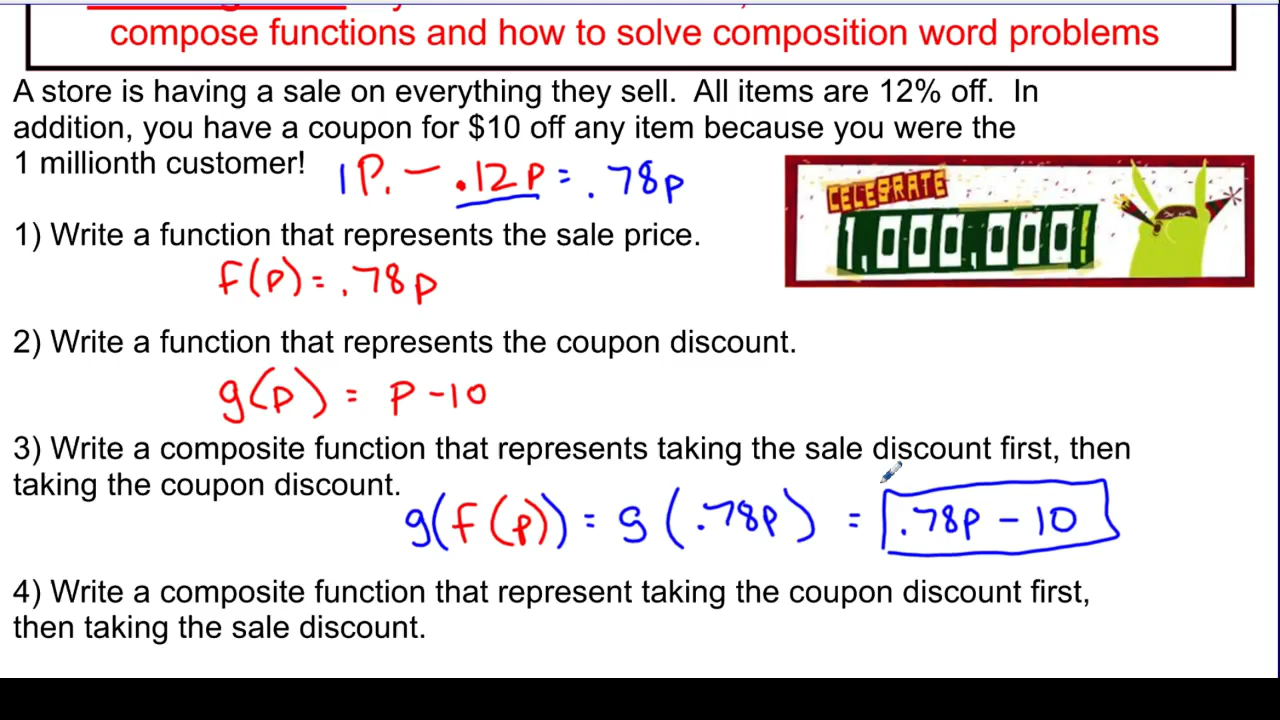 compose functions and how to solve composition word problems
A store is having a sale on everything they sell. All items are 12% off. In
addition, you have a coupon for $10 off any item because you were the
1 millionth customer!
1P. - .12p = .78p
CELEBRATE
1,000,000!
1) Write a function that represents the sale price.
f(p) = .78p
2) Write a function that represents the coupon discount.
g(p) = p - 10
3) Write a composite function that represents taking the sale discount first, then
taking the coupon discount.
g(f(p)) = g(.78p) = .78p - 10
4) Write a composite function that represent taking the coupon discount first,
then taking the sale discount.